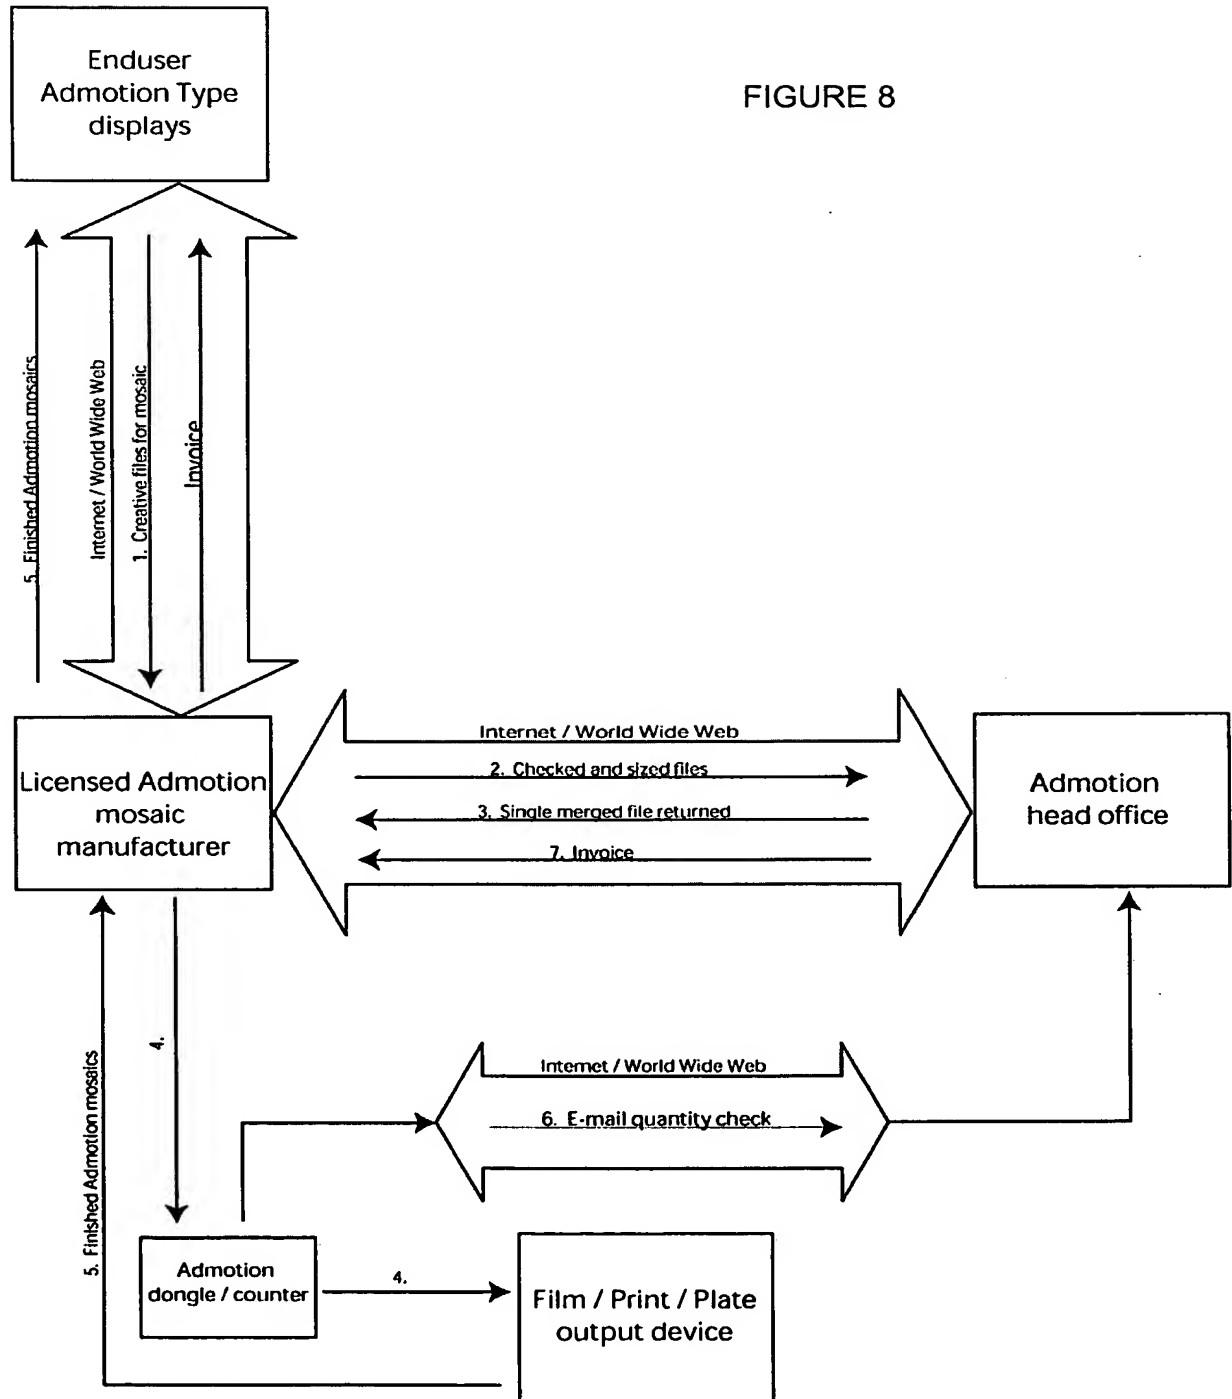 Enduser
Admotion Type
displays
FIGURE 8
5. Finished Admotion mosaics
Internet / World Wide Web
1. Creative files for mosaic
Invoice
Licensed Admotion
mosaic
manufacturer
Internet / World Wide Web
2. Checked and sized files
3. Single merged file returned
7. Invoice
Admotion
head office
4.
5. Finished Admotion mosaics
Internet / World Wide Web
6. E-mail quantity check
Admotion
dongle / counter
4.
Film / Print / Plate
output device